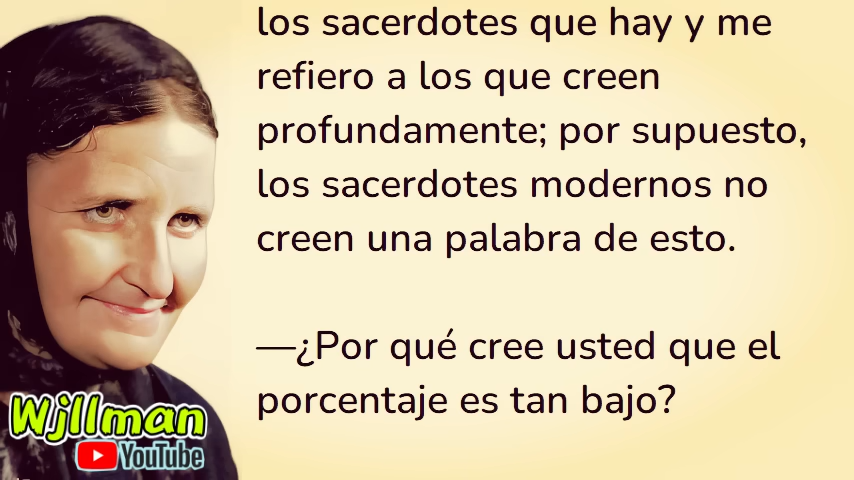 los sacerdotes que hay y me
refiero a los que creen
profundamente; por supuesto,
los sacerdotes modernos no
creen una palabra de esto.
—¿Por qué cree usted que el
porcentaje es tan bajo?
Wjllman
YouTube